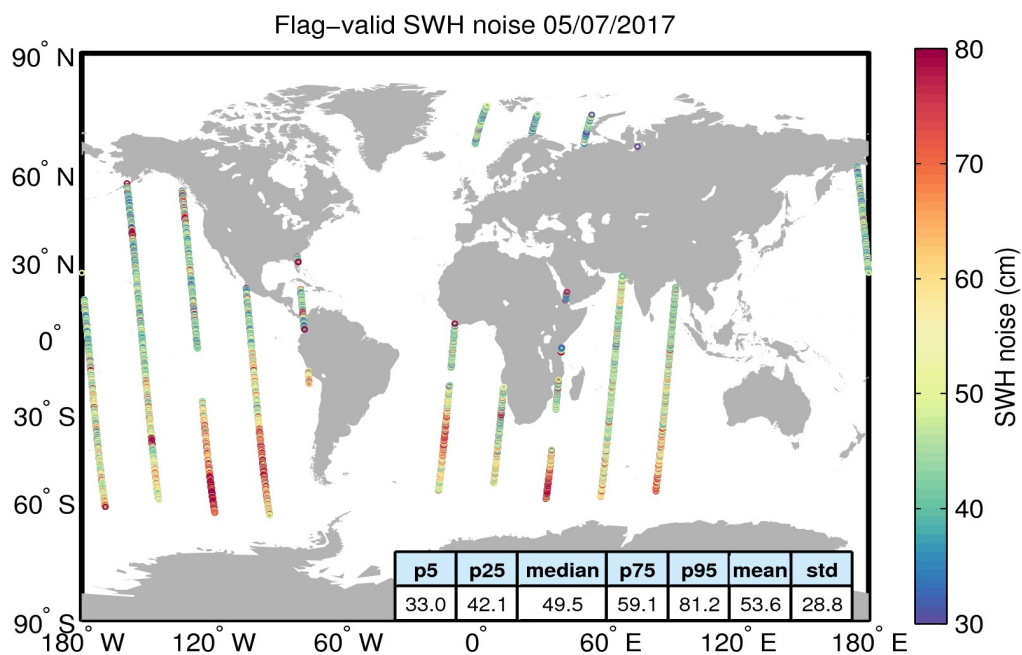 Flag−valid SWH noise 05/07/2017
90° N
60° N
30° N
0°
30° S
60° S
90° S
180° W
120° W
60° W
0°
60° E
120° E
180° E
p5 p25 median p75 p95 mean std
33.0 42.1 49.5 59.1 81.2 53.6 28.8
80
70
60
50
40
30
SWH noise (cm)